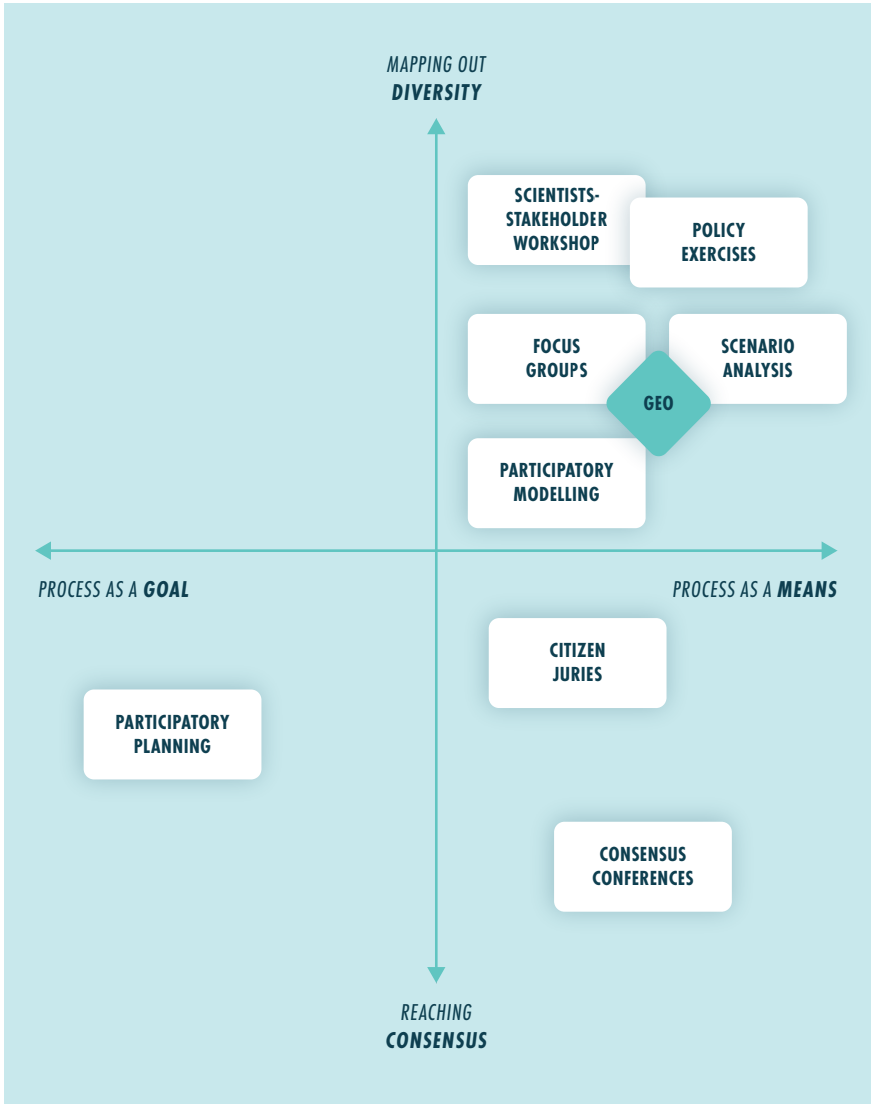 MAPPING OUT
DIVERSITY
SCIENTISTS-
STAKEHOLDER
WORKSHOP
POLICY
EXERCISES
FOCUS
GROUPS
SCENARIO
ANALYSIS
GEO
PARTICIPATORY
MODELLING
PROCESS AS A GOAL
PROCESS AS A MEANS
CITIZEN
JURIES
PARTICIPATORY
PLANNING
CONSENSUS
CONFERENCES
REACHING
CONSENSUS